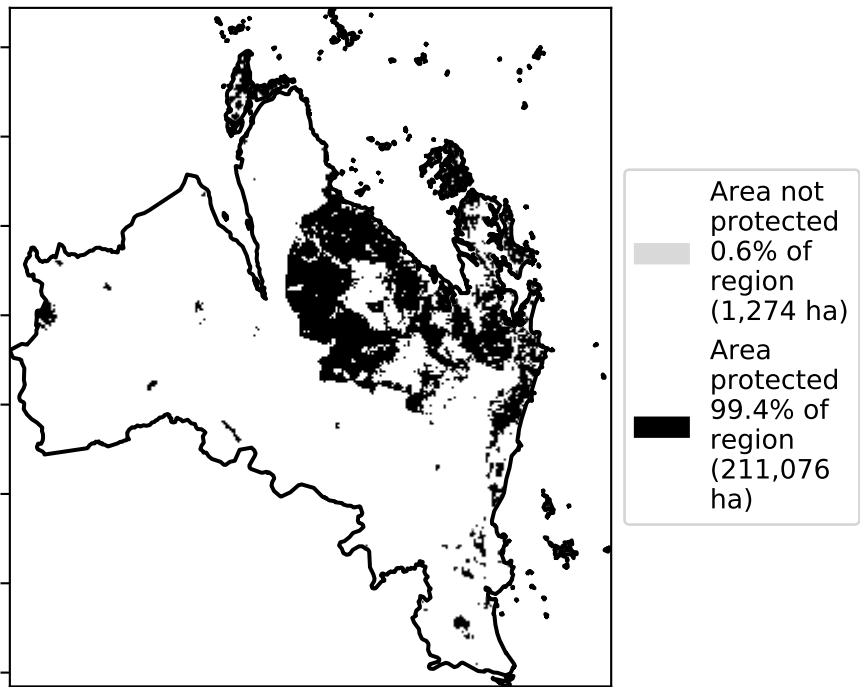 Area not
protected
0.6% of
region
(1,274 ha)
Area
protected
99.4% of
region
(211,076
ha)